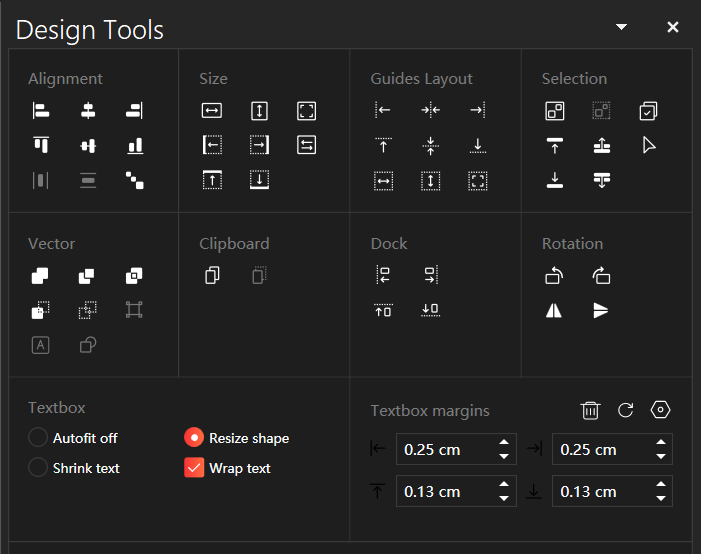 Design Tools
Alignment
Size
Guides Layout
Selection
Vector
Clipboard
Dock
Rotation
A
Textbox
Autofit off
Resize shape
Shrink text
Wrap text
Textbox margins
0.25 cm
0.25 cm
0.13 cm
0.13 cm